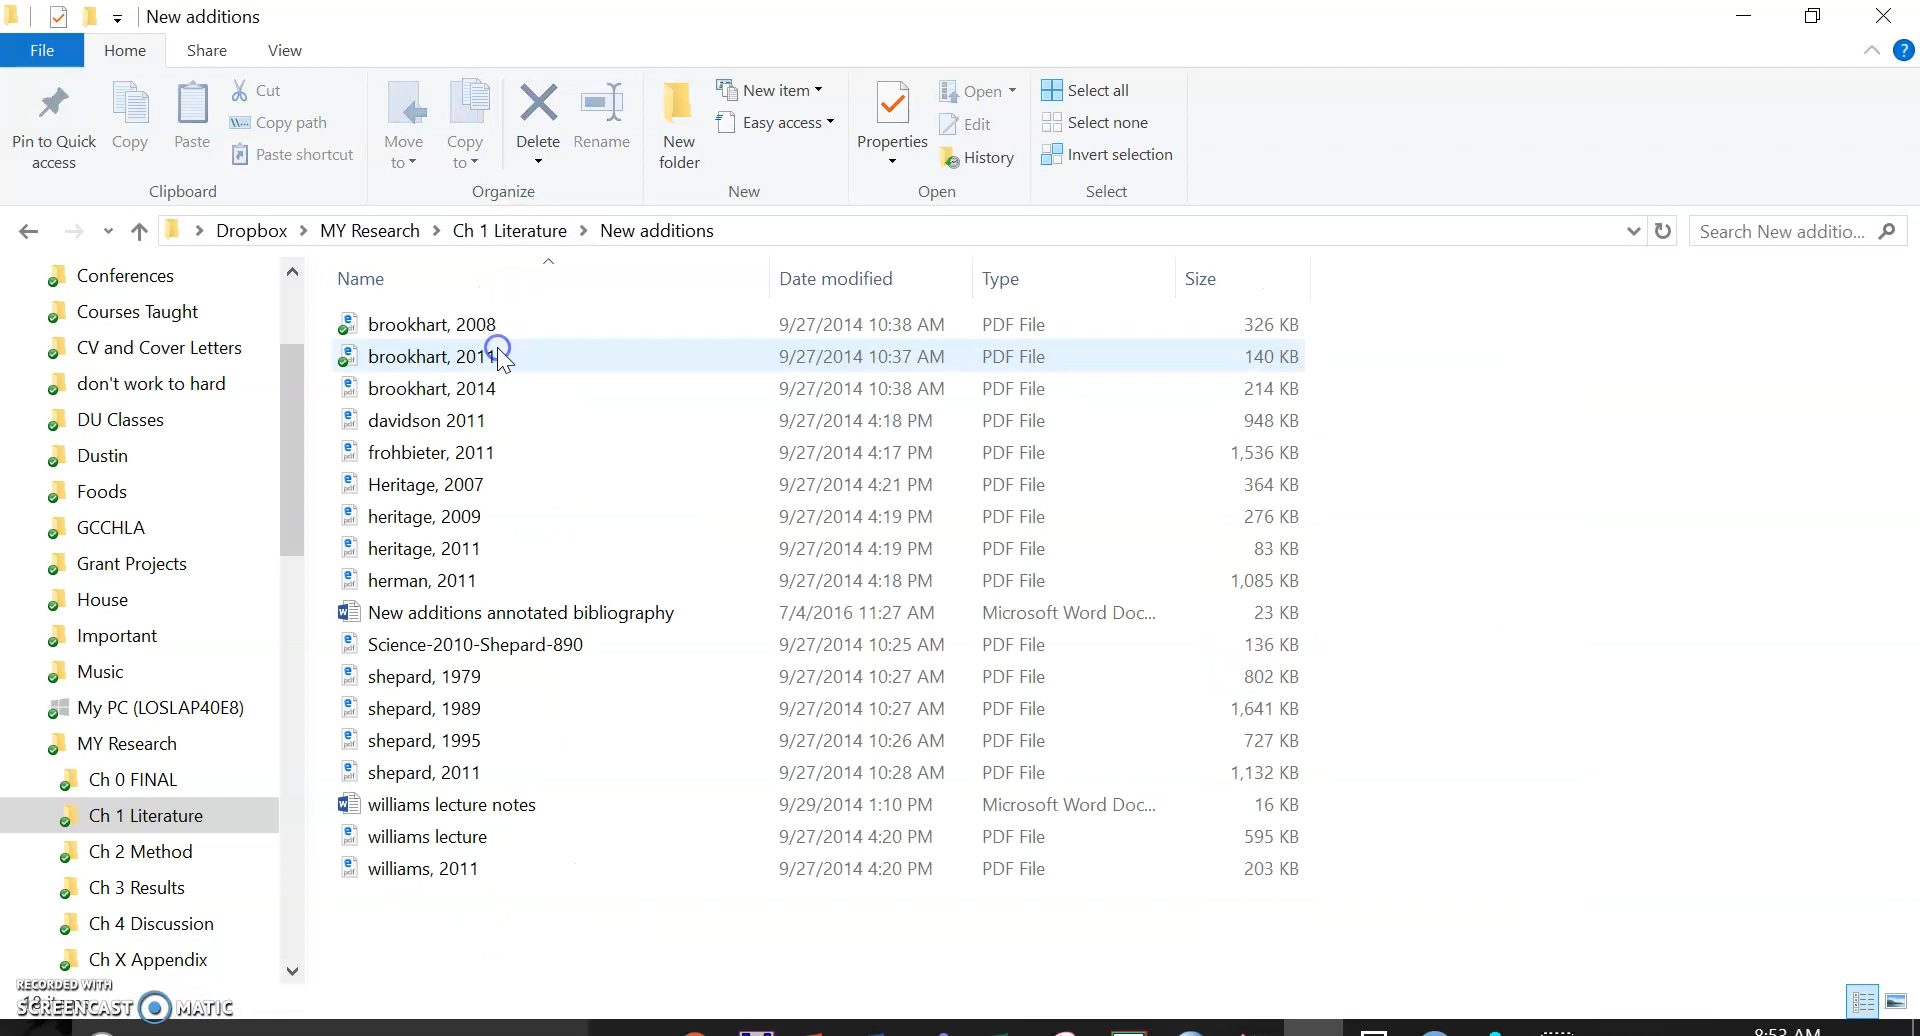 New additions
File Home Share View
Pin to Quick access
Copy
Paste
Cut
Copy path
Paste shortcut
Clipboard
Move to
Copy to
Delete
Rename
Organize
New folder
New item
Easy access
New
Properties
Open
Edit
History
Open
Select all
Select none
Invert selection
Select
Dropbox MY Research Ch 1 Literature New additions
Search New additio...
Conferences
Courses Taught
CV and Cover Letters
don't work to hard
DU Classes
Dustin
Foods
GCCHLA
Grant Projects
House
Important
Music
My PC (LOSLAP40E8)
MY Research
Ch 0 FINAL
Ch 1 Literature
Ch 2 Method
Ch 3 Results
Ch 4 Discussion
Ch X Appendix
Name Date modified Type Size
brookhart, 2008 9/27/2014 10:38 AM PDF File 326 KB
brookhart, 2011 9/27/2014 10:37 AM PDF File 140 KB
brookhart, 2014 9/27/2014 10:38 AM PDF File 214 KB
davidson 2011 9/27/2014 4:18 PM PDF File 948 KB
frohbieter, 2011 9/27/2014 4:17 PM PDF File 1,536 KB
Heritage, 2007 9/27/2014 4:21 PM PDF File 364 KB
heritage, 2009 9/27/2014 4:19 PM PDF File 276 KB
heritage, 2011 9/27/2014 4:19 PM PDF File 83 KB
herman, 2011 9/27/2014 4:18 PM PDF File 1,085 KB
New additions annotated bibliography 7/4/2016 11:27 AM Microsoft Word Doc... 23 KB
Science-2010-Shepard-890 9/27/2014 10:25 AM PDF File 136 KB
shepard, 1979 9/27/2014 10:27 AM PDF File 802 KB
shepard, 1989 9/27/2014 10:27 AM PDF File 1,641 KB
shepard, 1995 9/27/2014 10:26 AM PDF File 727 KB
shepard, 2011 9/27/2014 10:28 AM PDF File 1,132 KB
williams lecture notes 9/29/2014 1:10 PM Microsoft Word Doc... 16 KB
williams lecture 9/27/2014 4:20 PM PDF File 595 KB
williams, 2011 9/27/2014 4:20 PM PDF File 203 KB
RECORDED WITH
SCREENCAST MATIC